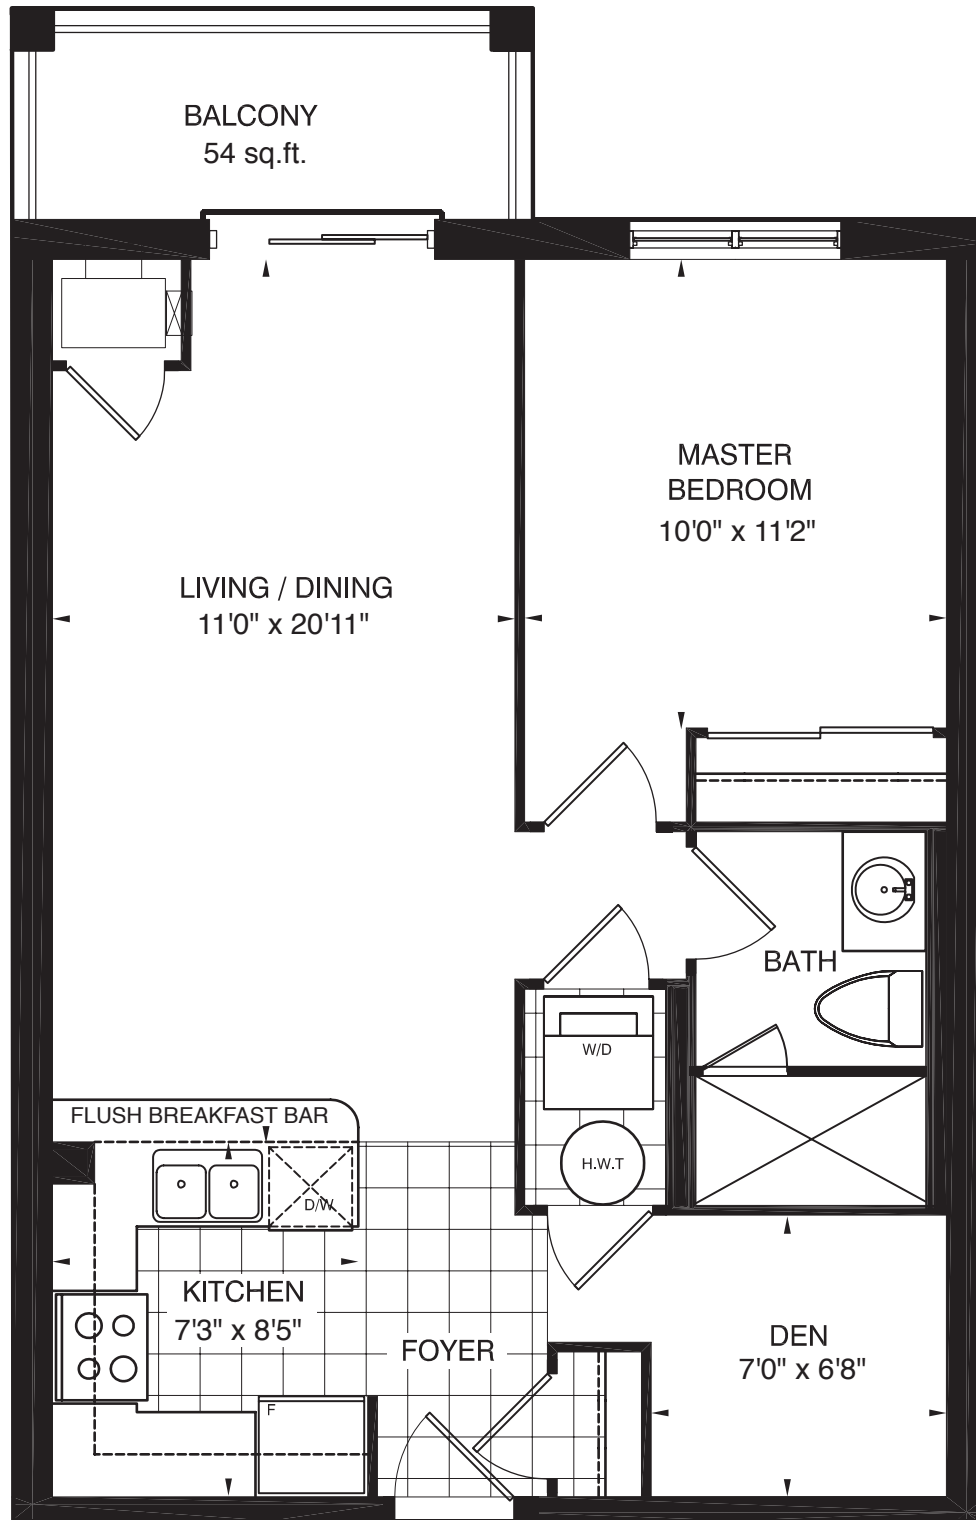 BALCONY
54 sq.ft.
MASTER
BEDROOM
10'0" x 11'2"
LIVING / DINING
11'0" x 20'11"
BATH
W/D
FLUSH BREAKFAST BAR
H.W.T
D/W
KITCHEN
7'3" x 8'5"
FOYER
DEN
7'0" x 6'8"
F